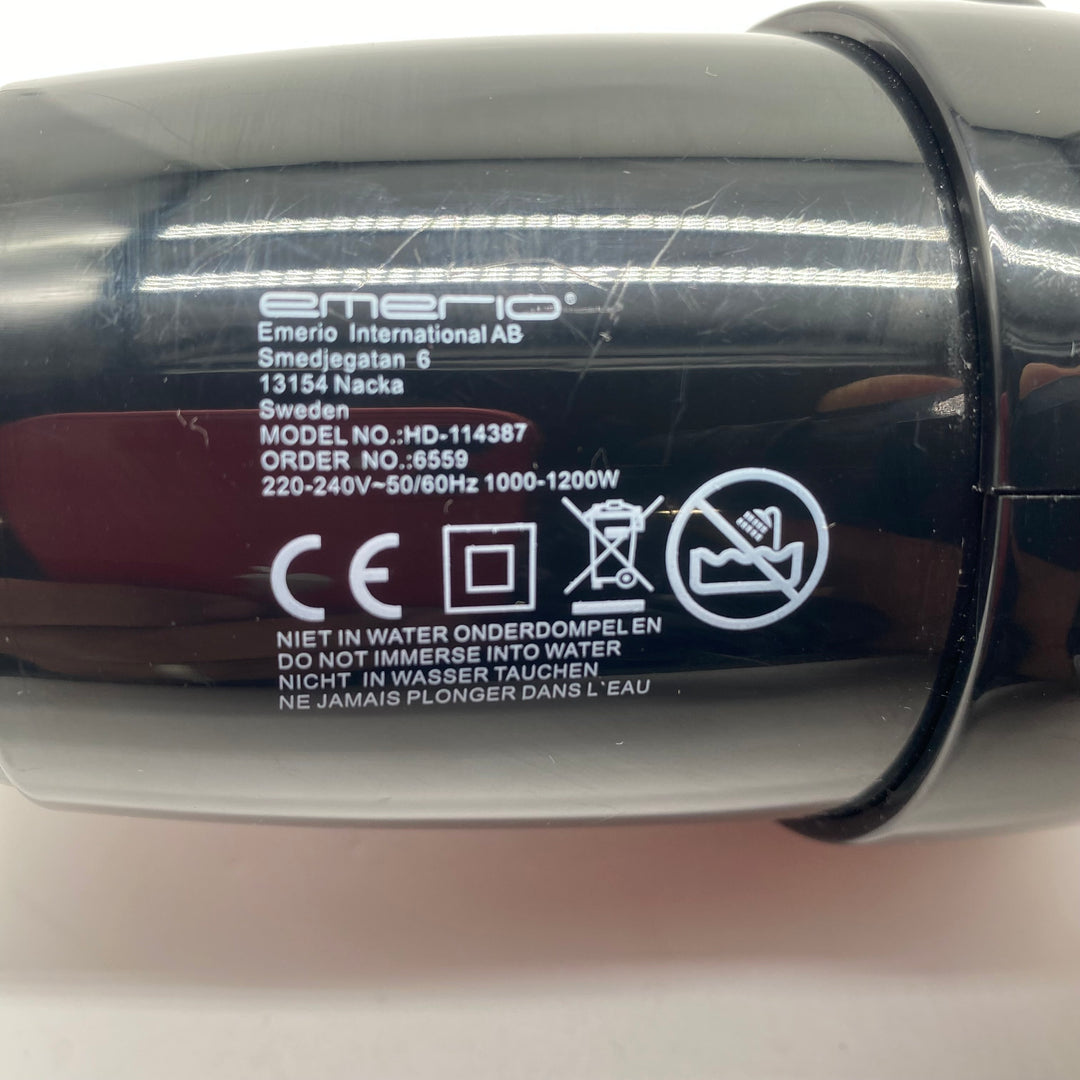 emerio®
Emerio International AB
Smedjegatan 6
13154 Nacka
Sweden
MODEL NO.:HD-114387
ORDER NO.:6559
220-240V~50/60Hz 1000-1200W
CE
NIET IN WATER ONDERDOMPELEN
DO NOT IMMERSE INTO WATER
NICHT IN WASSER TAUCHEN
NE JAMAIS PLONGER DANS L`EAU